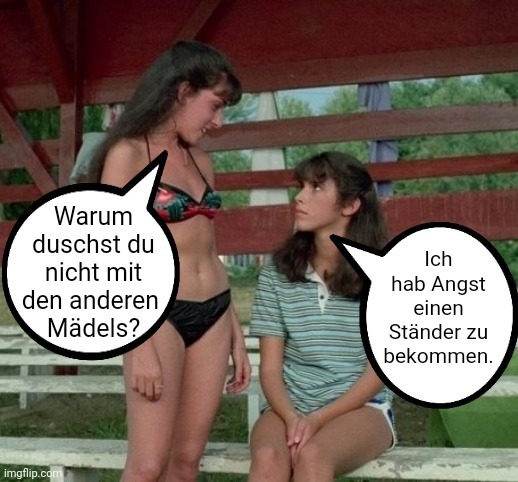 Warum
duschst du
nicht mit
den anderen
Mädels?
Ich
hab Angst
einen
Ständer zu
bekommen.
imgflip.com